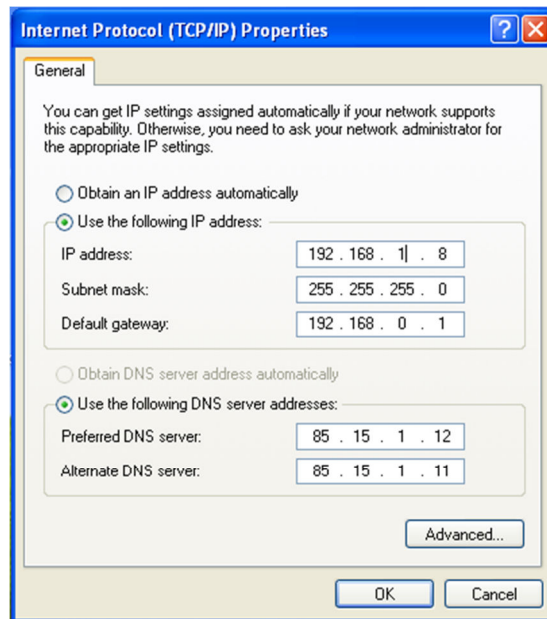 Internet Protocol (TCP/IP) Properties
General
You can get IP settings assigned automatically if your network supports
this capability. Otherwise, you need to ask your network administrator for
the appropriate IP settings.
Obtain an IP address automatically
Use the following IP address:
IP address: 192 . 168 . 1 . 8
Subnet mask: 255 . 255 . 255 . 0
Default gateway: 192 . 168 . 0 . 1
Obtain DNS server address automatically
Use the following DNS server addresses:
Preferred DNS server: 85 . 15 . 1 . 12
Alternate DNS server: 85 . 15 . 1 . 11
Advanced...
OK Cancel